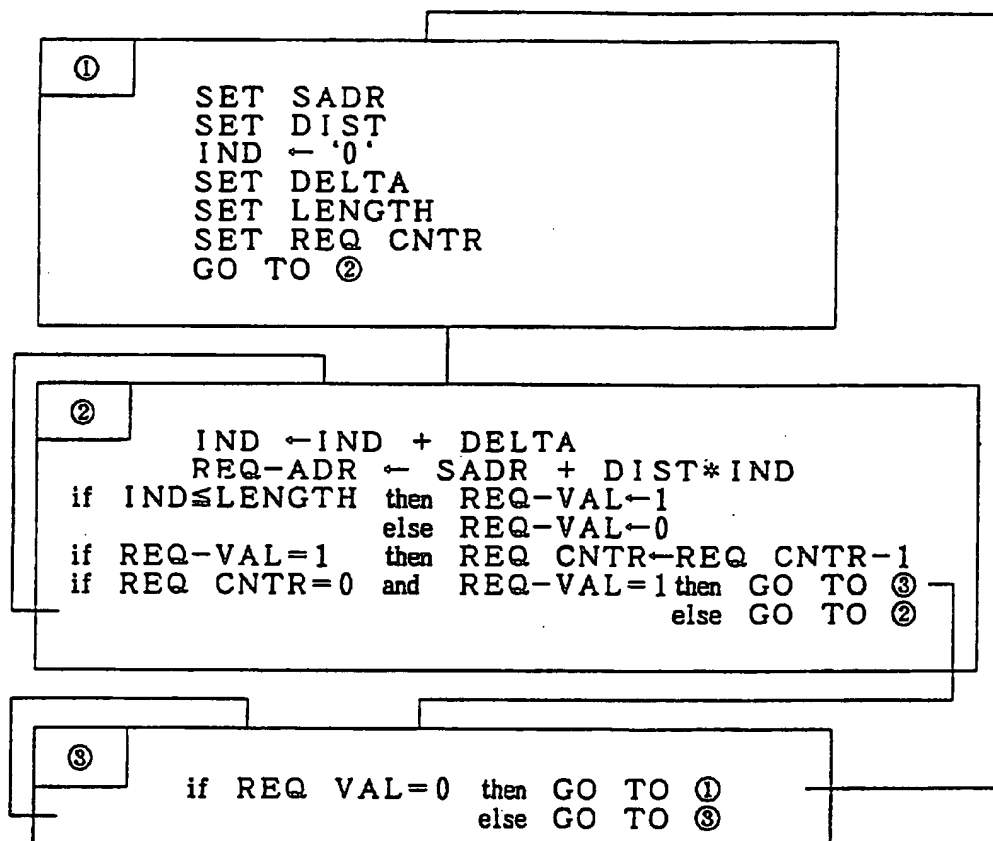 ①
SET SADR
SET DIST
IND ← '0'
SET DELTA
SET LENGTH
SET REQ CNTR
GO TO ②
②
IND ←IND + DELTA
REQ-ADR ← SADR + DIST*IND
if IND≦LENGTH then REQ-VAL←1
else REQ-VAL←0
if REQ-VAL=1 then REQ CNTR←REQ CNTR-1
if REQ CNTR=0 and REQ-VAL=1 then GO TO ③
else GO TO ②
③
if REQ VAL=0 then GO TO ①
else GO TO ③